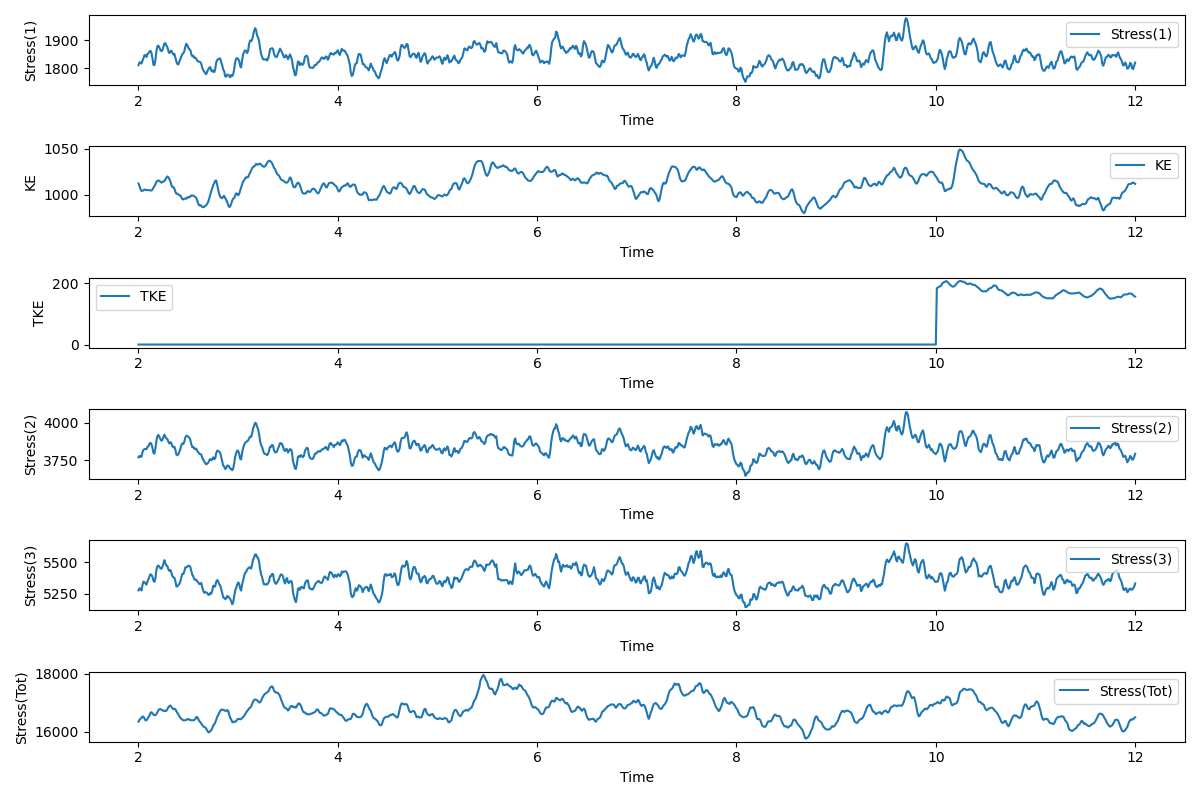 Stress(1)
1900
1800
Stress(1)
2 4 6 8 10 12
Time
KE
1050
1000
KE
2 4 6 8 10 12
Time
TKE
200
0
TKE
2 4 6 8 10 12
Time
Stress(2)
4000
3750
Stress(2)
2 4 6 8 10 12
Time
Stress(3)
5500
5250
Stress(3)
2 4 6 8 10 12
Time
Stress(Tot)
18000
16000
Stress(Tot)
2 4 6 8 10 12
Time